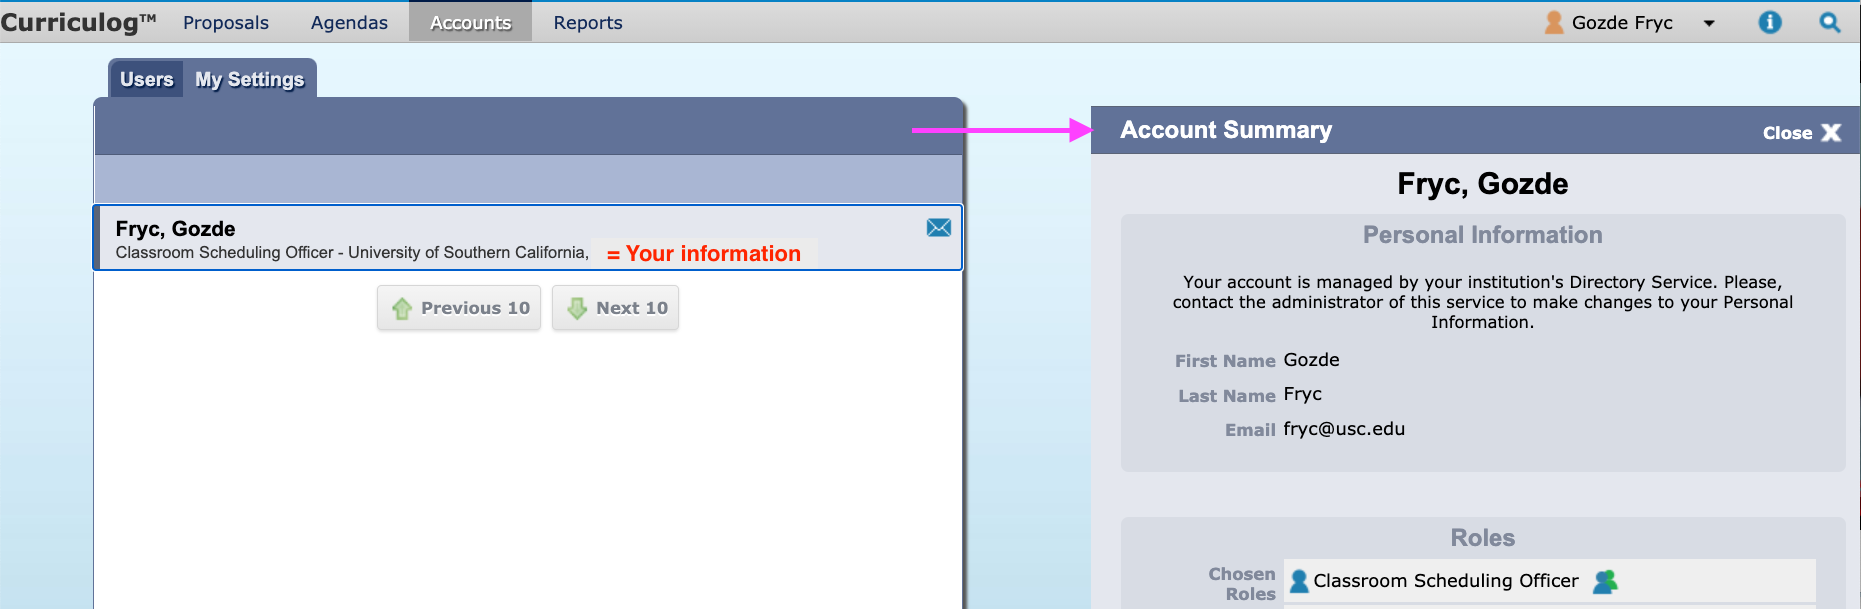 Curriculog™ Proposals Agendas Accounts Reports Gozde Fryc
Users My Settings
Account Summary Close X
Fryc, Gozde
Personal Information
Fryc, Gozde
Classroom Scheduling Officer - University of Southern California, = Your information
Previous 10 Next 10
Your account is managed by your institution's Directory Service. Please,
contact the administrator of this service to make changes to your Personal
Information.
First Name Gozde
Last Name Fryc
Email fryc@usc.edu
Roles
Chosen
Roles
Classroom Scheduling Officer